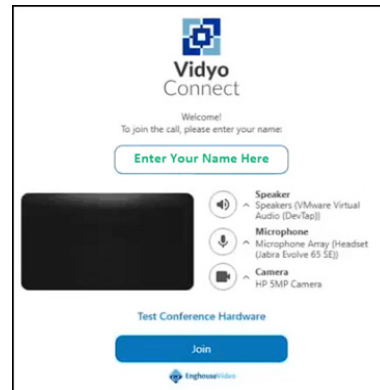 Vidyo
Connect
Welcome!
To join the call, please enter your name:
Enter Your Name Here
Speaker
Speakers (VMware Virtual
Audio (DevTap))
Microphone
Microphone Array (Headset
(Jabra Evolve 65 SE))
Camera
HP 5MP Camera
Test Conference Hardware
Join
EnghouseVideo